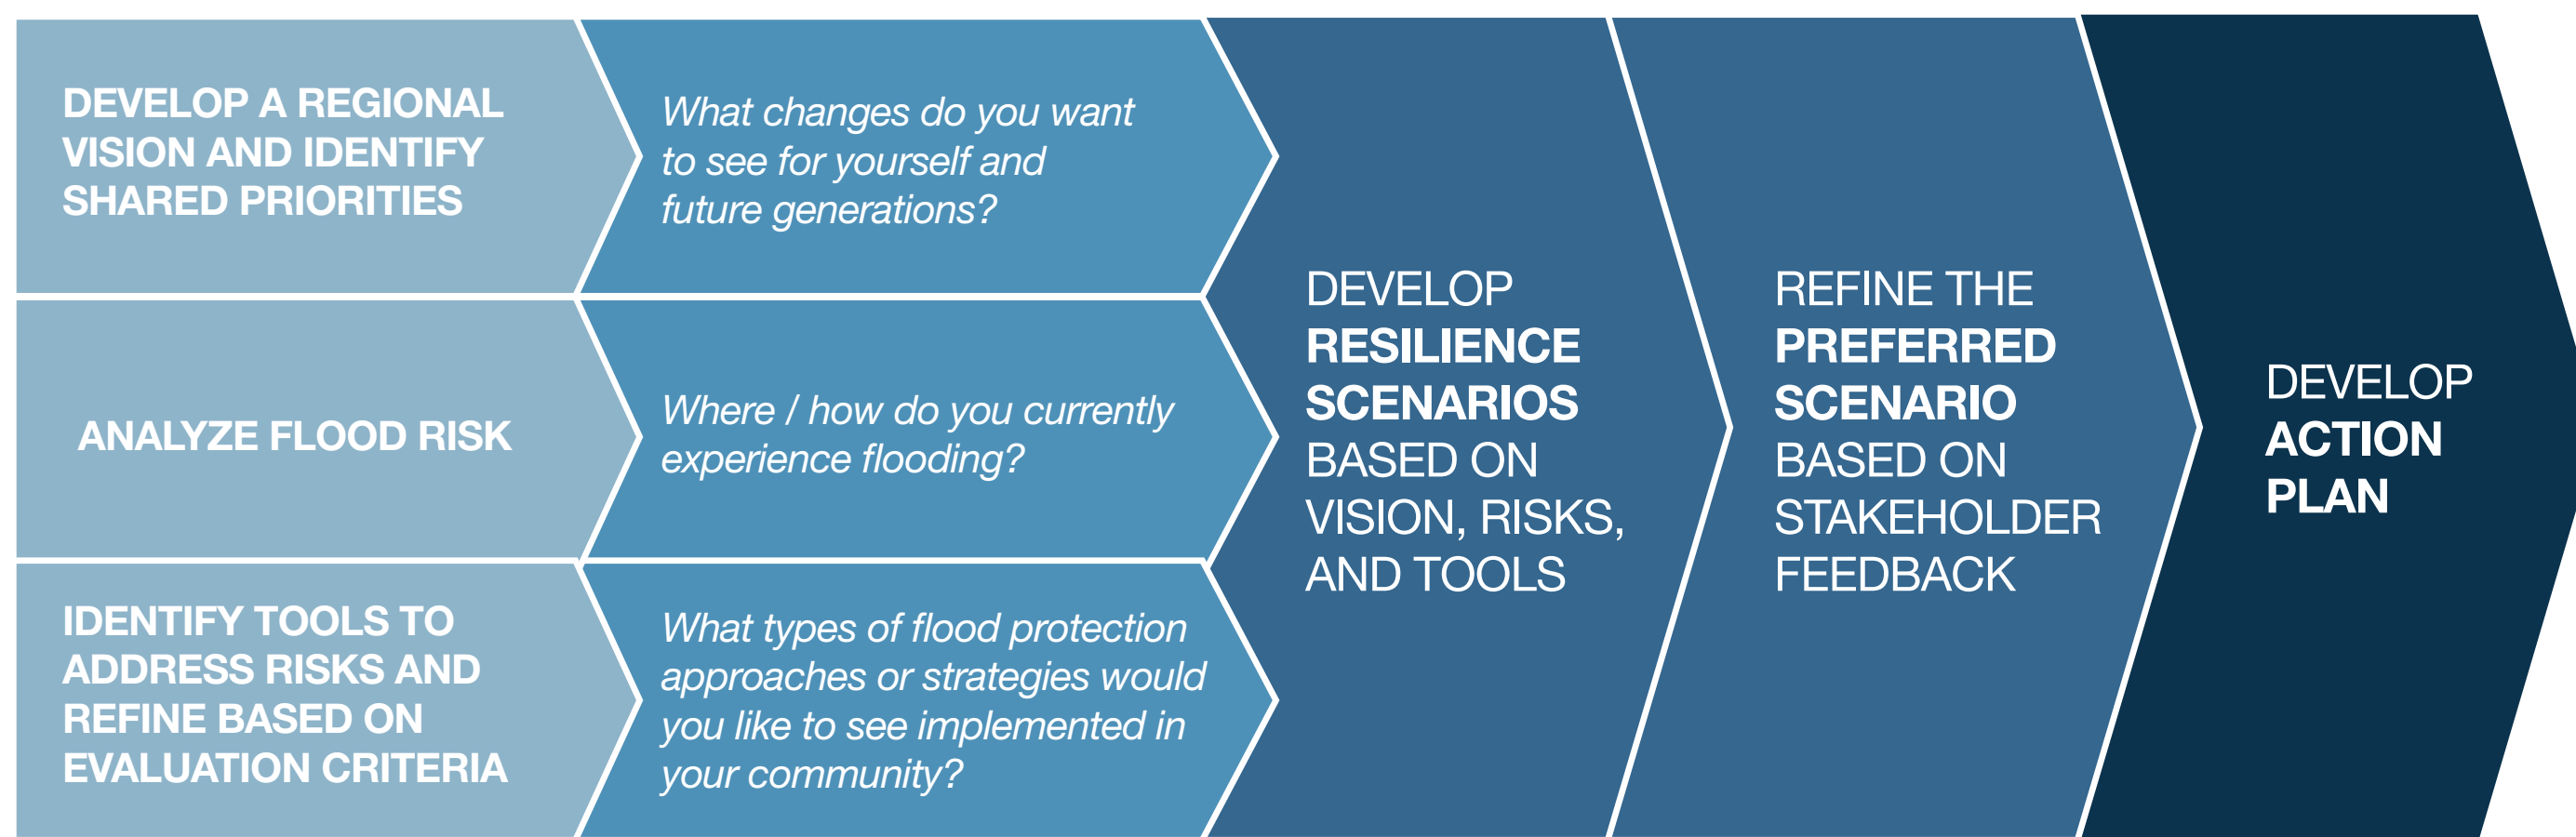 DEVELOP A REGIONAL
VISION AND IDENTIFY
SHARED PRIORITIES
What changes do you want
to see for yourself and
future generations?
ANALYZE FLOOD RISK
Where / how do you currently
experience flooding?
IDENTIFY TOOLS TO
ADDRESS RISKS AND
REFINE BASED ON
EVALUATION CRITERIA
What types of flood protection
approaches or strategies would
you like to see implemented in
your community?
DEVELOP
RESILIENCE
SCENARIOS
BASED ON
VISION, RISKS,
AND TOOLS
REFINE THE
PREFERRED
SCENARIO
BASED ON
STAKEHOLDER
FEEDBACK
DEVELOP
ACTION
PLAN